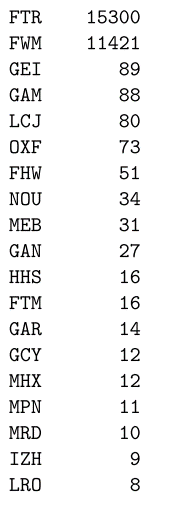 FTR 15300
FWM 11421
GEI 89
GAM 88
LCJ 80
OXF 73
FHW 51
NOU 34
MEB 31
GAN 27
HHS 16
FTM 16
GAR 14
GCY 12
MHX 12
MPN 11
MRD 10
IZH 9
LRO 8